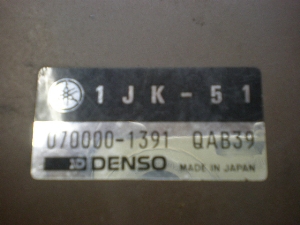 1JK-51
070000-1391 QAB39
DENSO MADE IN JAPAN